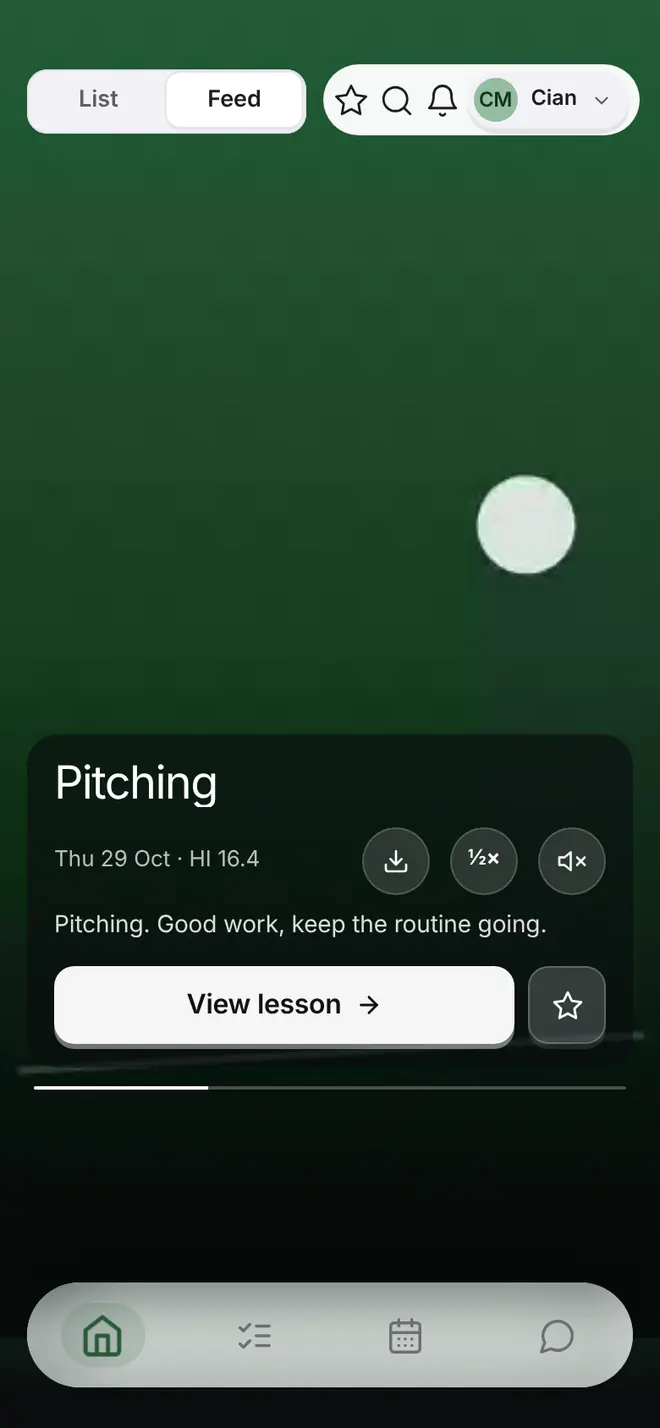 List
Feed
CM
Cian
Pitching
Thu 29 Oct · HI 16.4
½×
Pitching. Good work, keep the routine going.
View lesson →